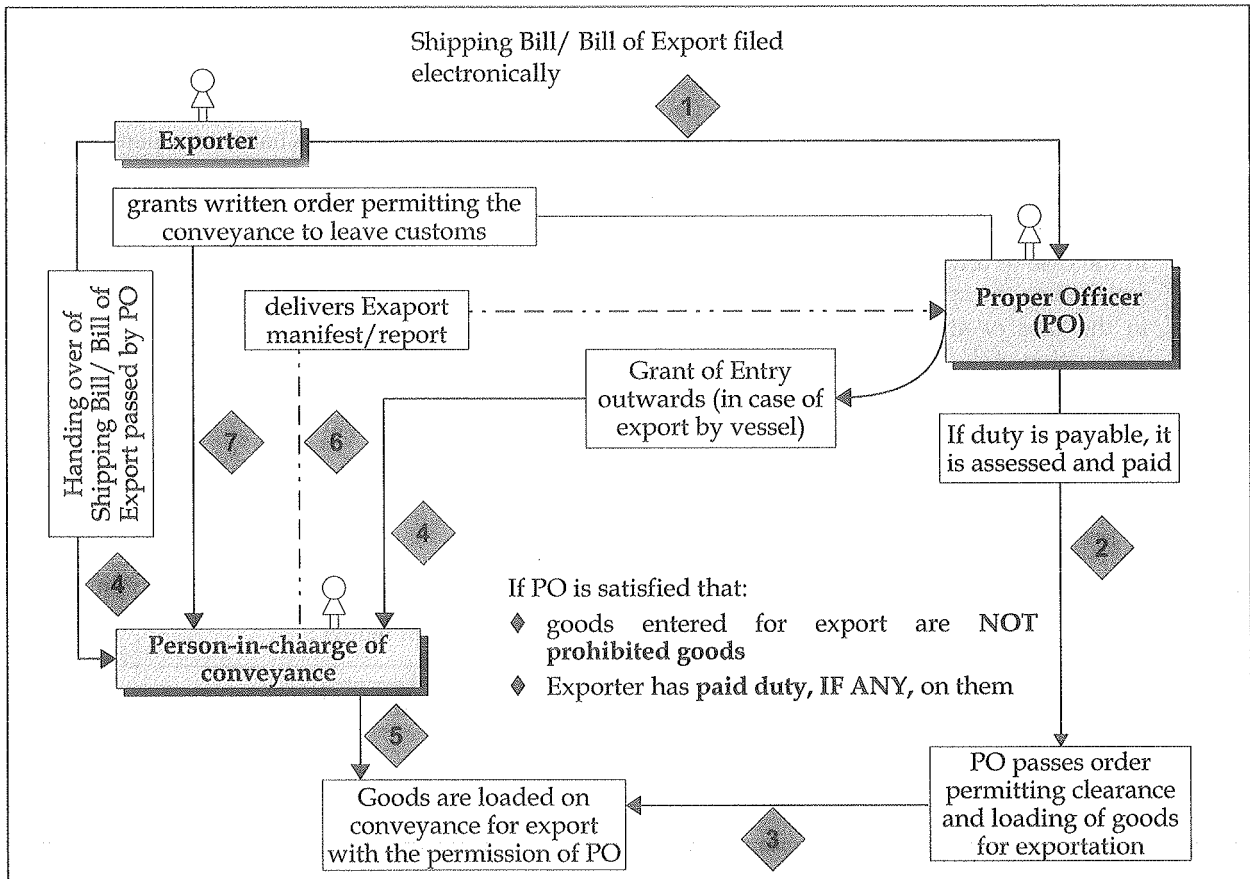 Shipping Bill/ Bill of Export filed
electronically
1
Exporter
grants written order permitting the
conveyance to leave customs
Handing over of
Shipping Bill/ Bill of
Export passed by PO
delivers Exaport
manifest/report
Proper Officer
(PO)
Grant of Entry
outwards (in case of
export by vessel)
If duty is payable, it
is assessed and paid
7
6
4
2
4
If PO is satisfied that:
goods entered for export are NOT
prohibited goods
Exporter has paid duty, IF ANY, on them
Person-in-chaarge of
conveyance
5
Goods are loaded on
conveyance for export
with the permission of PO
3
PO passes order
permitting clearance
and loading of goods
for exportation